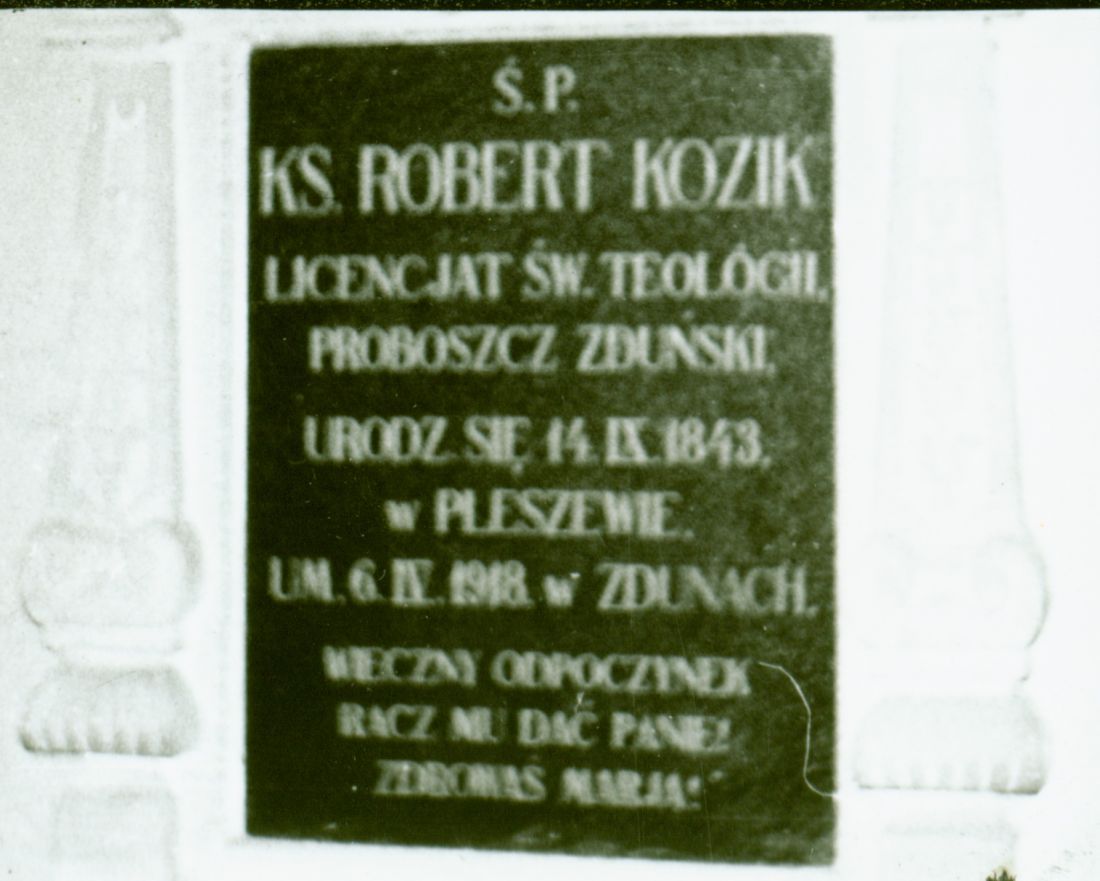 Ś.P.
KS. ROBERT KOZIK
LICENCJAT ŚW. TEOLÓGII,
PROBOSZCZ ZDUŃSKI.
URODZ. SIĘ 14.IX.1843.
w PLESZEWIE.
UM. 6. IV. 1918. w ZDUNACH.
WIECZNY ODPOCZYNEK
RACZ MU DAĆ PANIE!
ZDROWAŚ MARJA!